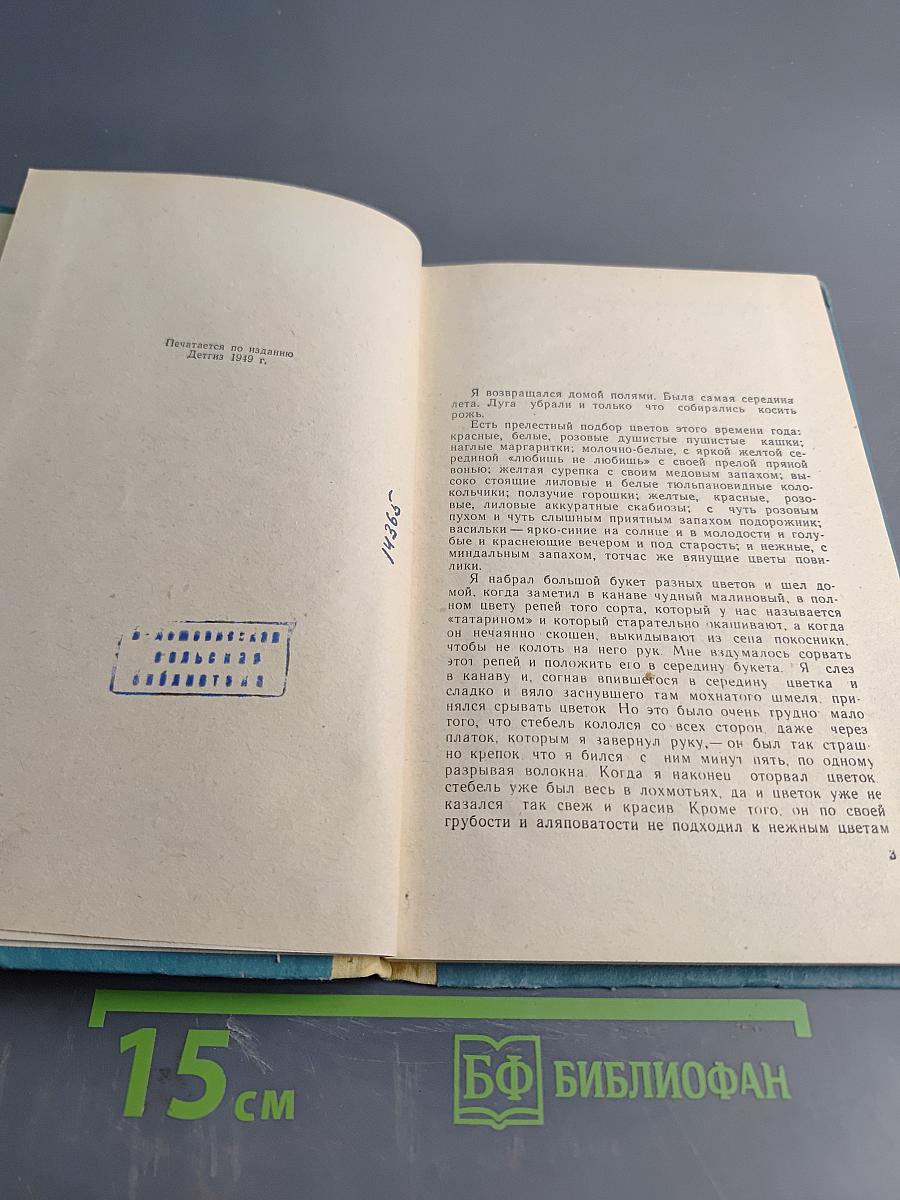 Печатается по изданию
Детгиз 1949 г.
14365
библиотека
Я возвращался домой полями. Была самая середина
лета. Луга убрали и только что собирались косить
рожь.
Есть прелестный подбор цветов этого времени года:
красные, белые, розовые душистые пушистые кашки;
наглые маргаритки; молочно-белые, с яркой желтой се-
рединой «любишь не любишь» с своей прелой пряной
вонью; желтая сурепка с своим медовым запахом; вы-
соко стоящие лиловые и белые тюльпановидные коло-
кольчики; ползучие горошки; желтые, красные, розо-
вые, лиловые аккуратные скабиозы; с чуть розовым
пухом и чуть слышным приятным запахом подорожник;
васильки — ярко-синие на солнце и в молодости и голу-
бые и краснеющие вечером и под старость; и нежные, с
миндальным запахом, тотчас же вянущие цветы пови-
лики.
Я набрал большой букет разных цветов и шел до-
мой, когда заметил в канаве чудный малиновый, в пол-
ном цвету репей того сорта, который у нас называется
«татарином» и который старательно окашивают, а когда
он нечаянно скошен, выкидывают из сена покосники,
чтобы не колоть на него рук. Мне вздумалось сорвать
этот репей и положить его в середину букета. Я слез
в канаву и, согнав впившегося в середину цветка и
сладко и вяло заснувшего там мохнатого шмеля, при-
нялся срывать цветок Но это было очень грудно мало
того, что стебель кололся со всех сторон, даже через
платок, которым я завернул руку,— он был так страш-
но крепок, что я бился с ним минут пять, по одному
разрывая волокна. Когда я наконец оторвал цветок,
стебель уже был весь в лохмотьях, да и цветок уже не
казался так свеж и красив Кроме того, он по своей
грубости и аляповатости не подходил к нежным цветам
3
15 см
БФ БИБЛИОФАН